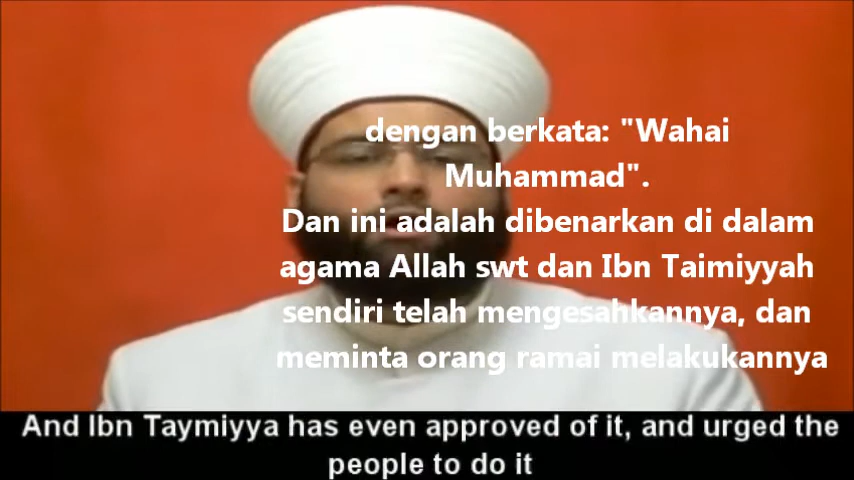 dengan berkata: "Wahai
Muhammad".
Dan ini adalah dibenarkan di dalam
agama Allah swt dan Ibn Taimiyyah
sendiri telah mengesahkannya, dan
meminta orang ramai melakukannya
And Ibn Taymiyya has even approved of it, and urged the
people to do it